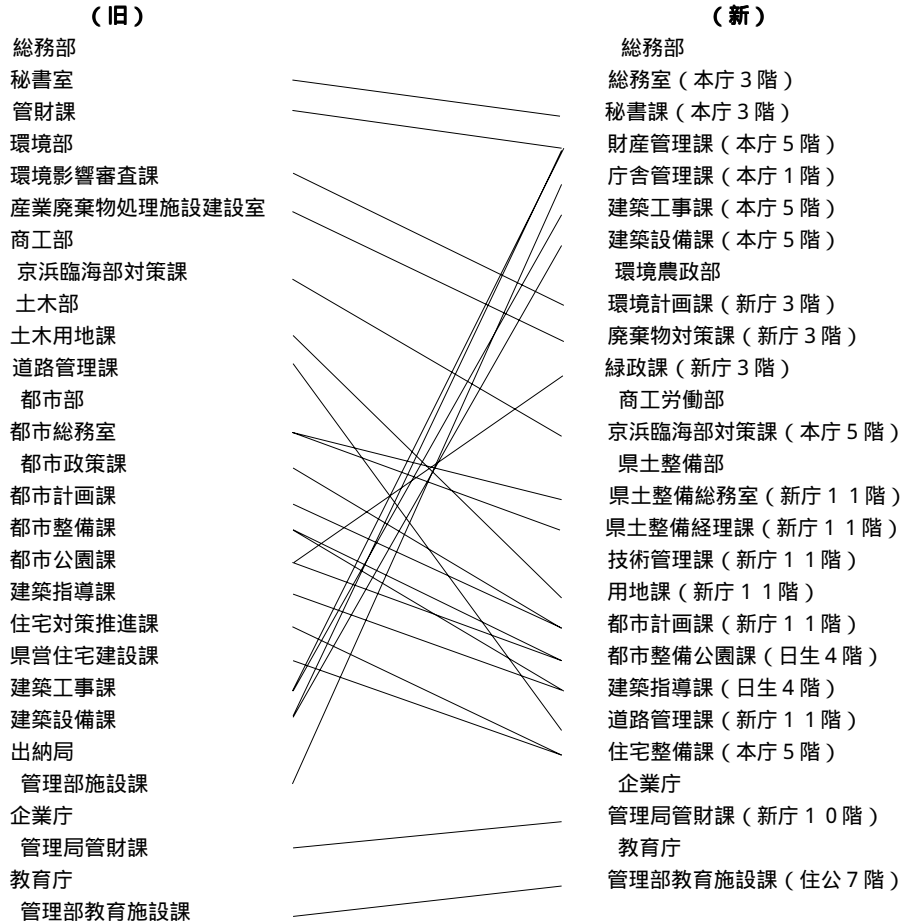 (旧)
総務部
秘書室
管財課
環境部
環境影響審査課
産業廃棄物処理施設建設室
商工部
京浜臨海部対策課
土木部
土木用地課
道路管理課
都市部
都市総務室
都市政策課
都市計画課
都市整備課
都市公園課
建築指導課
住宅対策推進課
県営住宅建設課
建築工事課
建築設備課
出納局
管理部施設課
企業庁
管理局管財課
教育庁
管理部教育施設課
(新)
総務部
総務室(本庁3階)
秘書課(本庁3階)
財産管理課(本庁5階)
庁舎管理課(本庁1階)
建築工事課(本庁5階)
建築設備課(本庁5階)
環境農政部
環境計画課(新庁3階)
廃棄物対策課(新庁3階)
緑政課(新庁3階)
商工労働部
京浜臨海部対策課(本庁5階)
県土整備部
県土整備総務室(新庁11階)
県土整備経理課(新庁11階)
技術管理課(新庁11階)
用地課(新庁11階)
都市計画課(新庁11階)
都市整備公園課(日生4階)
建築指導課(日生4階)
道路管理課(新庁11階)
住宅整備課(本庁5階)
企業庁
管理局管財課(新庁10階)
教育庁
管理部教育施設課(住公7階)